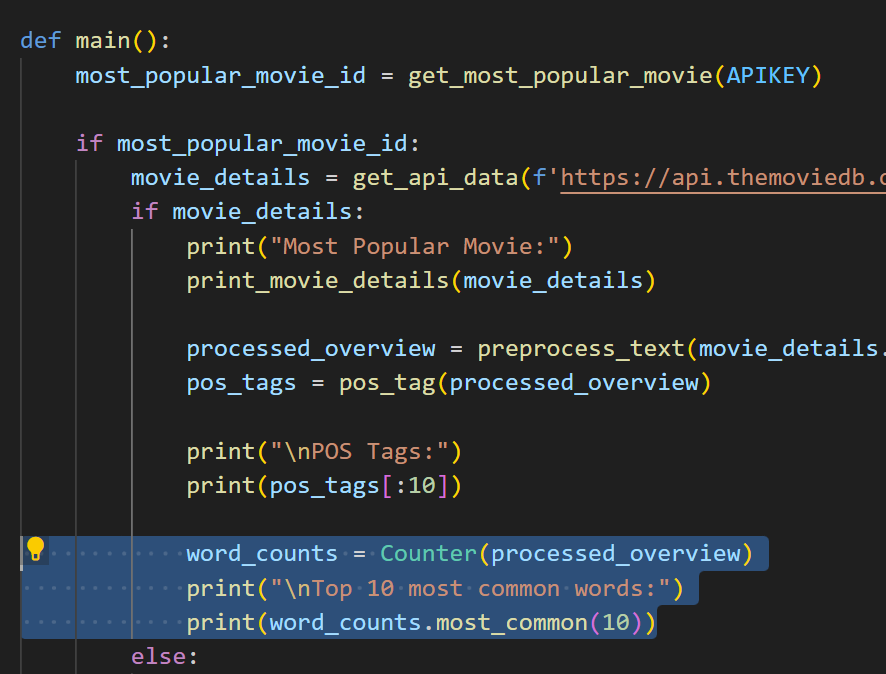 def main():
    most_popular_movie_id = get_most_popular_movie(APIKEY)

    if most_popular_movie_id:
        movie_details = get_api_data(f'https://api.themoviedb.
        if movie_details:
            print("Most Popular Movie:")
            print_movie_details(movie_details)

            processed_overview = preprocess_text(movie_details.
            pos_tags = pos_tag(processed_overview)

            print("\nPOS Tags:")
            print(pos_tags[:10])

            word_counts = Counter(processed_overview)
            print("\nTop 10 most common words:")
            print(word_counts.most_common(10))
        else: